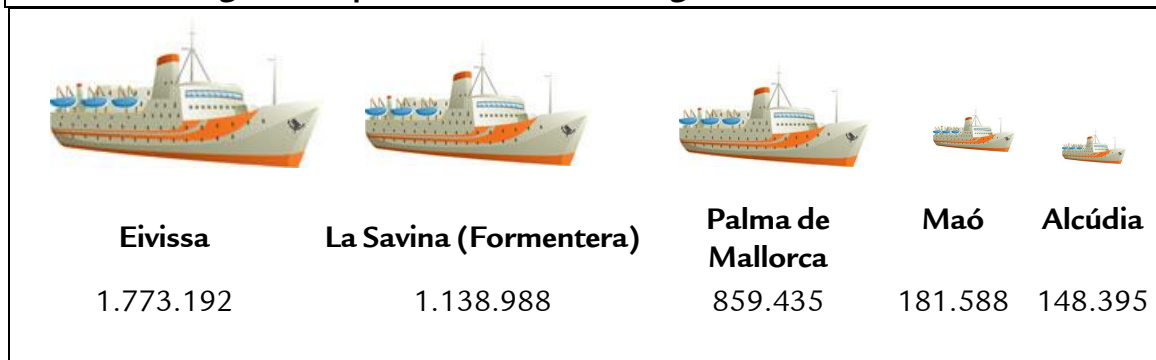 Eivissa
La Savina (Formentera)
Palma de
Mallorca
Maó
Alcúdia
1.773.192
1.138.988
859.435
181.588
148.395